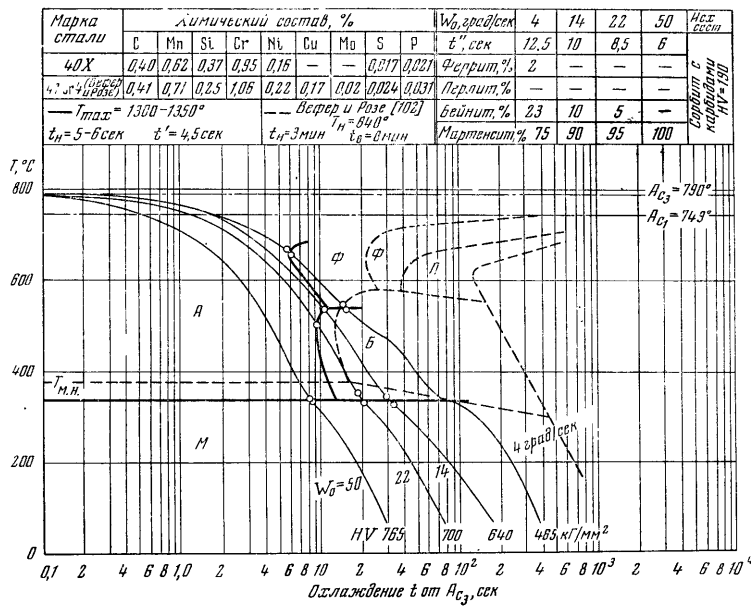 Марка стали Химический состав, % W₀, град/сек 4 14 22 50 Исх сост
C Mn Si Cr Ni Cu Mo S P t", сек 12,5 10 8,5 6
40Х 0,40 0,62 0,37 0,95 0,16 — — 0,017 0,021 Феррит, % 2 — — —
(Вефер и Розе) 0,41 0,71 0,25 1,06 0,22 0,17 0,02 0,024 0,031 Перлит, % — — — —
— Tmax = 1300–1350° --- Вефер и Розе [102] Бейнит, % 23 10 5 —
Tн = 840°
tн = 5–6 сек t' = 4,5 сек tн = 3 мин tв = 8 мин Мартенсит, % 75 90 95 100
Сорбит с карбидами HV=190
T, °C
800
Ac₃ = 790°
Ac₁ = 749°
Ф Ф П
600
А
Б
400
Tм.н.
4 град/сек
М
200
W₀=50 22 14
HV 765 700 640 465 кГ/мм²
0
0,1 2 4 6 8 1,0 2 4 6 8 10 2 4 6 8 10² 2 4 6 8 10³ 2 4 6 8 10⁴
Охлаждение t от Ac₃, сек